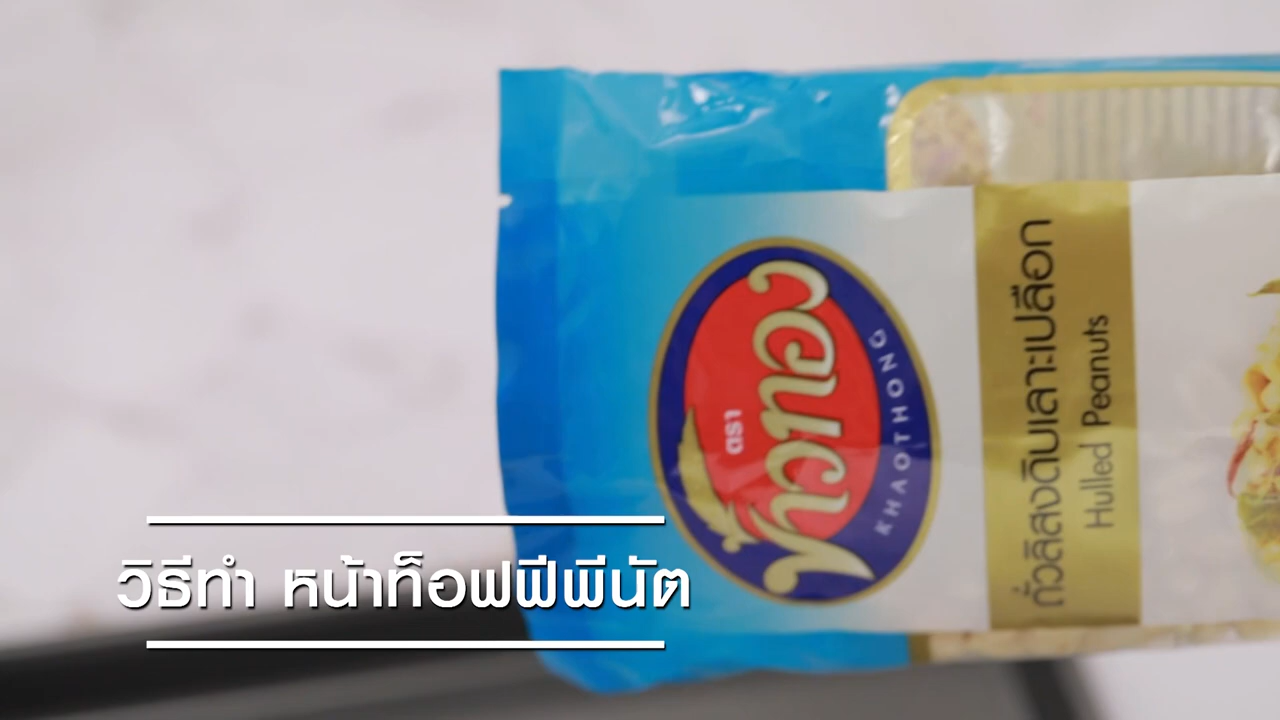 ตรา
ข้าวทอง
KHAOTHONG
ถั่วลิสงดิบเลาะเปลือก
Hulled Peanuts
วิธีทำ หน้าท็อฟฟีพีนัต